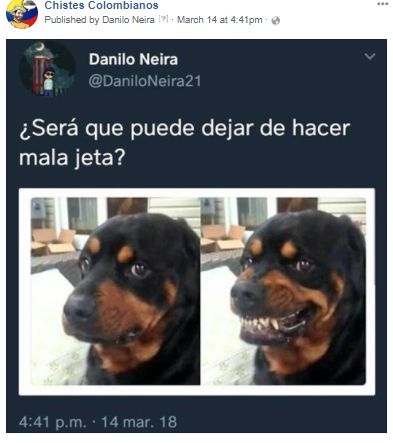 Chistes Colombianos
Published by Danilo Neira [?] · March 14 at 4:41pm ·
Danilo Neira
@DaniloNeira21
¿Será que puede dejar de hacer
mala jeta?
4:41 p.m. · 14 mar. 18